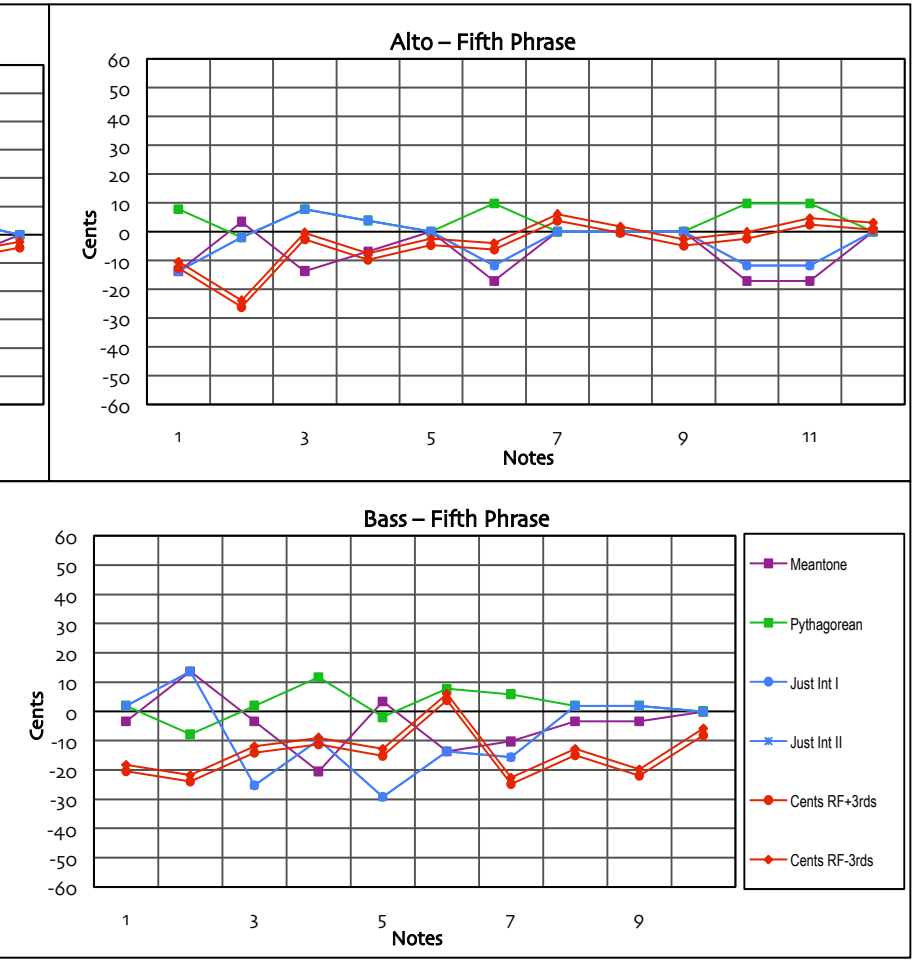 Alto – Fifth Phrase
60
50
40
30
20
10
0
-10
-20
-30
-40
-50
-60
Cents
1 3 5 7 9 11
Notes
Bass – Fifth Phrase
60
50
40
30
20
10
0
-10
-20
-30
-40
-50
-60
Cents
1 3 5 7 9
Notes
Meantone
Pythagorean
Just Int I
Just Int II
Cents RF+3rds
Cents RF-3rds